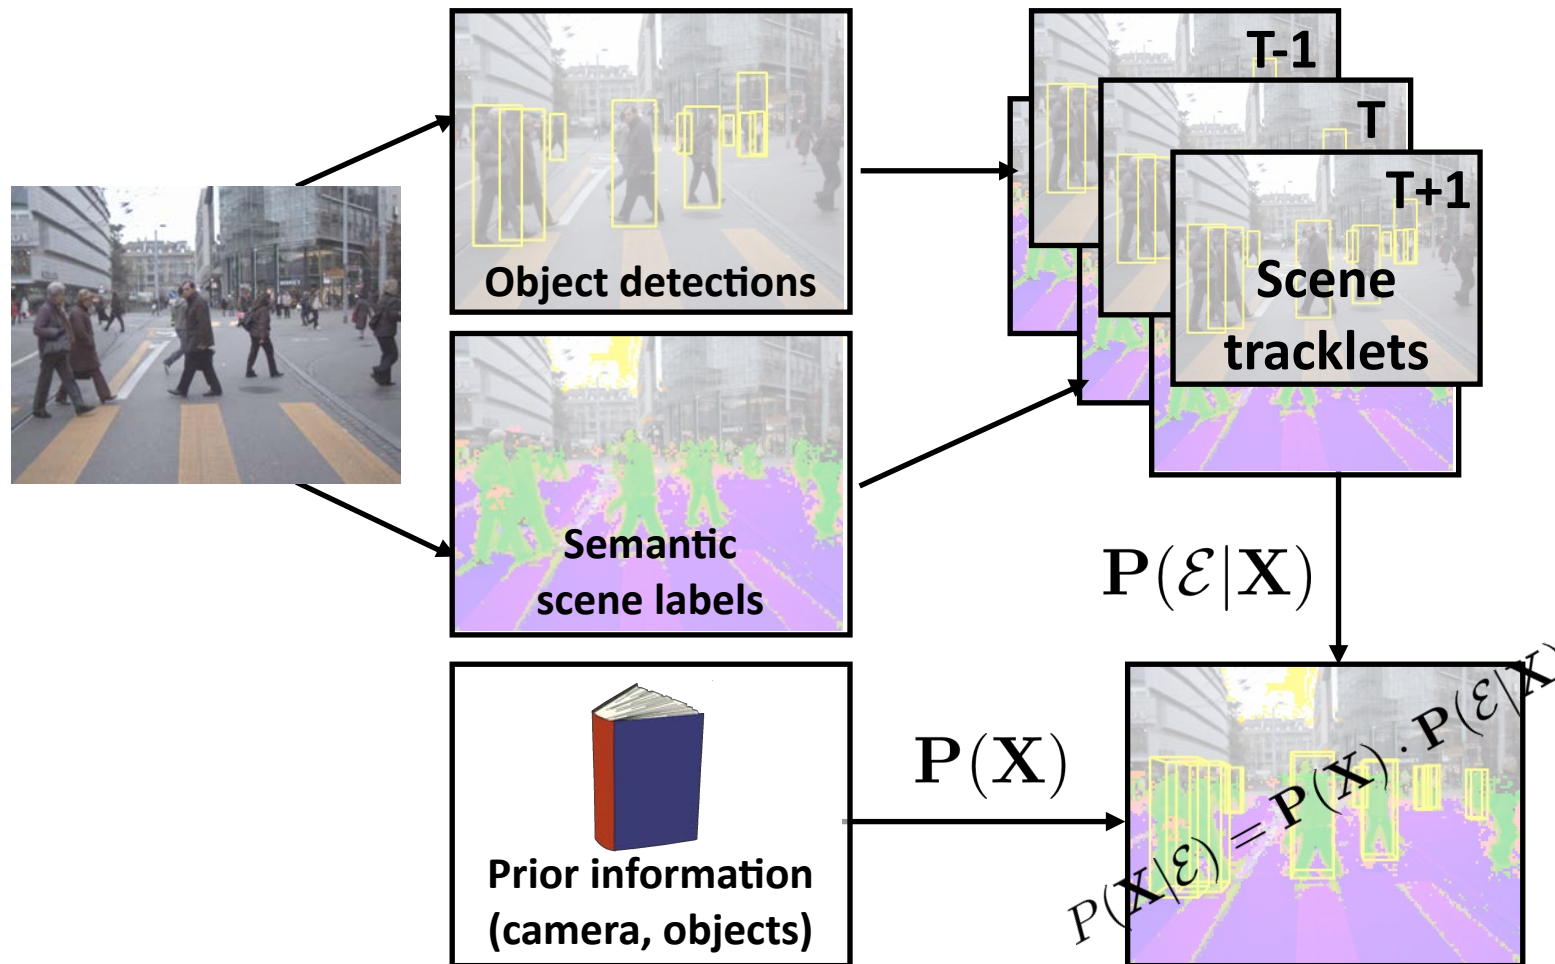 Object detections
Semantic
scene labels
Prior information
(camera, objects)
T-1
T
T+1
Scene
tracklets
P(ℰ|X)
P(X)
P(X|ℰ) = P(X) · P(ℰ|X)